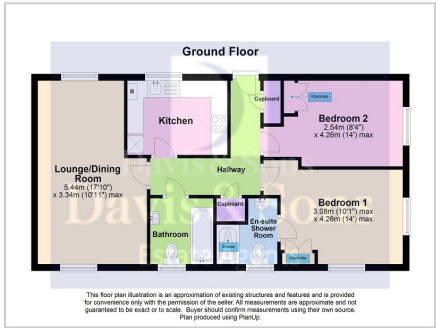 Ground Floor
B
Kitchen
Cupboard
Wardrobe
Bedroom 2
2.54m (8'4")
x 4.26m (14') max
Lounge/Dining
Room
5.44m (17'10")
x 3.34m (10'11") max
Hallway
Bedroom 1
3.08m (10'1") max
x 4.26m (14') max
Cupboard
Bathroom
En-suite
Shower
Room
Shower
Wardrobe
Davis & Sons
Estate Agents
This floor plan illustration is an approximation of existing structures and features and is provided
for convenience only with the permission of the seller. All measurements are approximate and not
guaranteed to be exact or to scale. Buyer should confirm measurements using their own source.
Plan produced using PlanUp.